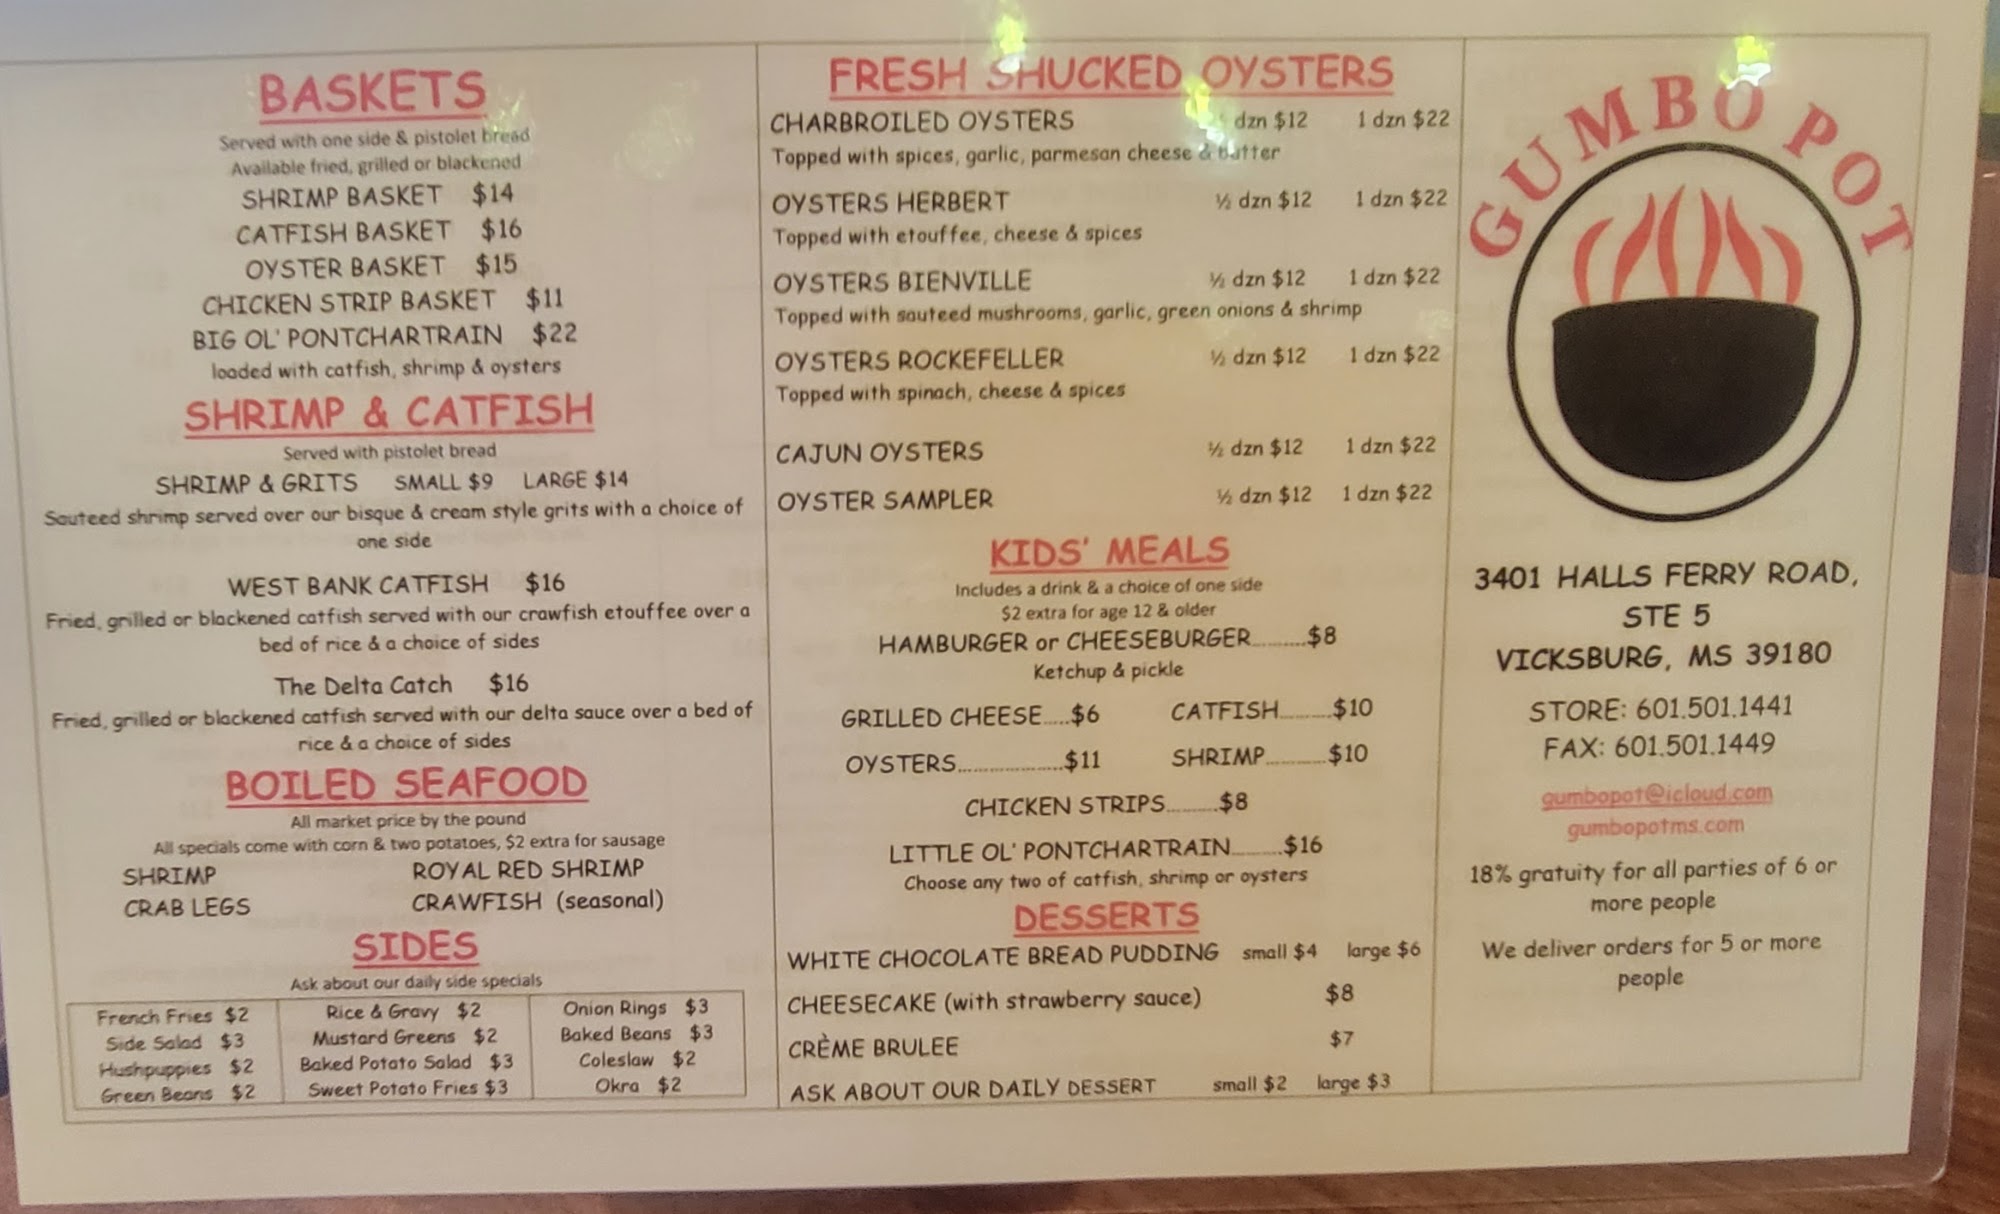 BASKETS
Served with one side & pistolet bread
Available fried, grilled or blackened
SHRIMP BASKET $14
CATFISH BASKET $16
OYSTER BASKET $15
CHICKEN STRIP BASKET $11
BIG OL' PONTCHARTRAIN $22
loaded with catfish, shrimp & oysters
SHRIMP & CATFISH
Served with pistolet bread
SHRIMP & GRITS SMALL $9 LARGE $14
Sauteed shrimp served over our bisque & cream style grits with a choice of
one side
WEST BANK CATFISH $16
Fried, grilled or blackened catfish served with our crawfish etouffee over a
bed of rice & a choice of sides
The Delta Catch $16
Fried, grilled or blackened catfish served with our delta sauce over a bed of
rice & a choice of sides
BOILED SEAFOOD
All market price by the pound
All specials come with corn & two potatoes, $2 extra for sausage
SHRIMP ROYAL RED SHRIMP
CRAB LEGS CRAWFISH (seasonal)
SIDES
Ask about our daily side specials
French Fries $2 Rice & Gravy $2 Onion Rings $3
Side Salad $3 Mustard Greens $2 Baked Beans $3
Hushpuppies $2 Baked Potato Salad $3 Coleslaw $2
Green Beans $2 Sweet Potato Fries $3 Okra $2
FRESH SHUCKED OYSTERS
CHARBROILED OYSTERS dzn $12 1 dzn $22
Topped with spices, garlic, parmesan cheese & butter
OYSTERS HERBERT ½ dzn $12 1 dzn $22
Topped with etouffee, cheese & spices
OYSTERS BIENVILLE ½ dzn $12 1 dzn $22
Topped with sauteed mushrooms, garlic, green onions & shrimp
OYSTERS ROCKEFELLER ½ dzn $12 1 dzn $22
Topped with spinach, cheese & spices
CAJUN OYSTERS ½ dzn $12 1 dzn $22
OYSTER SAMPLER ½ dzn $12 1 dzn $22
KIDS' MEALS
Includes a drink & a choice of one side
$2 extra for age 12 & older
HAMBURGER or CHEESEBURGER..........$8
Ketchup & pickle
GRILLED CHEESE.....$6 CATFISH..........$10
OYSTERS....................$11 SHRIMP............$10
CHICKEN STRIPS..........$8
LITTLE OL' PONTCHARTRAIN..........$16
Choose any two of catfish, shrimp or oysters
DESSERTS
WHITE CHOCOLATE BREAD PUDDING small $4 large $6
CHEESECAKE (with strawberry sauce) $8
CRÈME BRULEE $7
ASK ABOUT OUR DAILY DESSERT small $2 large $3
GUMBO POT
3401 HALLS FERRY ROAD,
STE 5
VICKSBURG, MS 39180
STORE: 601.501.1441
FAX: 601.501.1449
gumbopot@icloud.com
gumbopotms.com
18% gratuity for all parties of 6 or
more people
We deliver orders for 5 or more
people